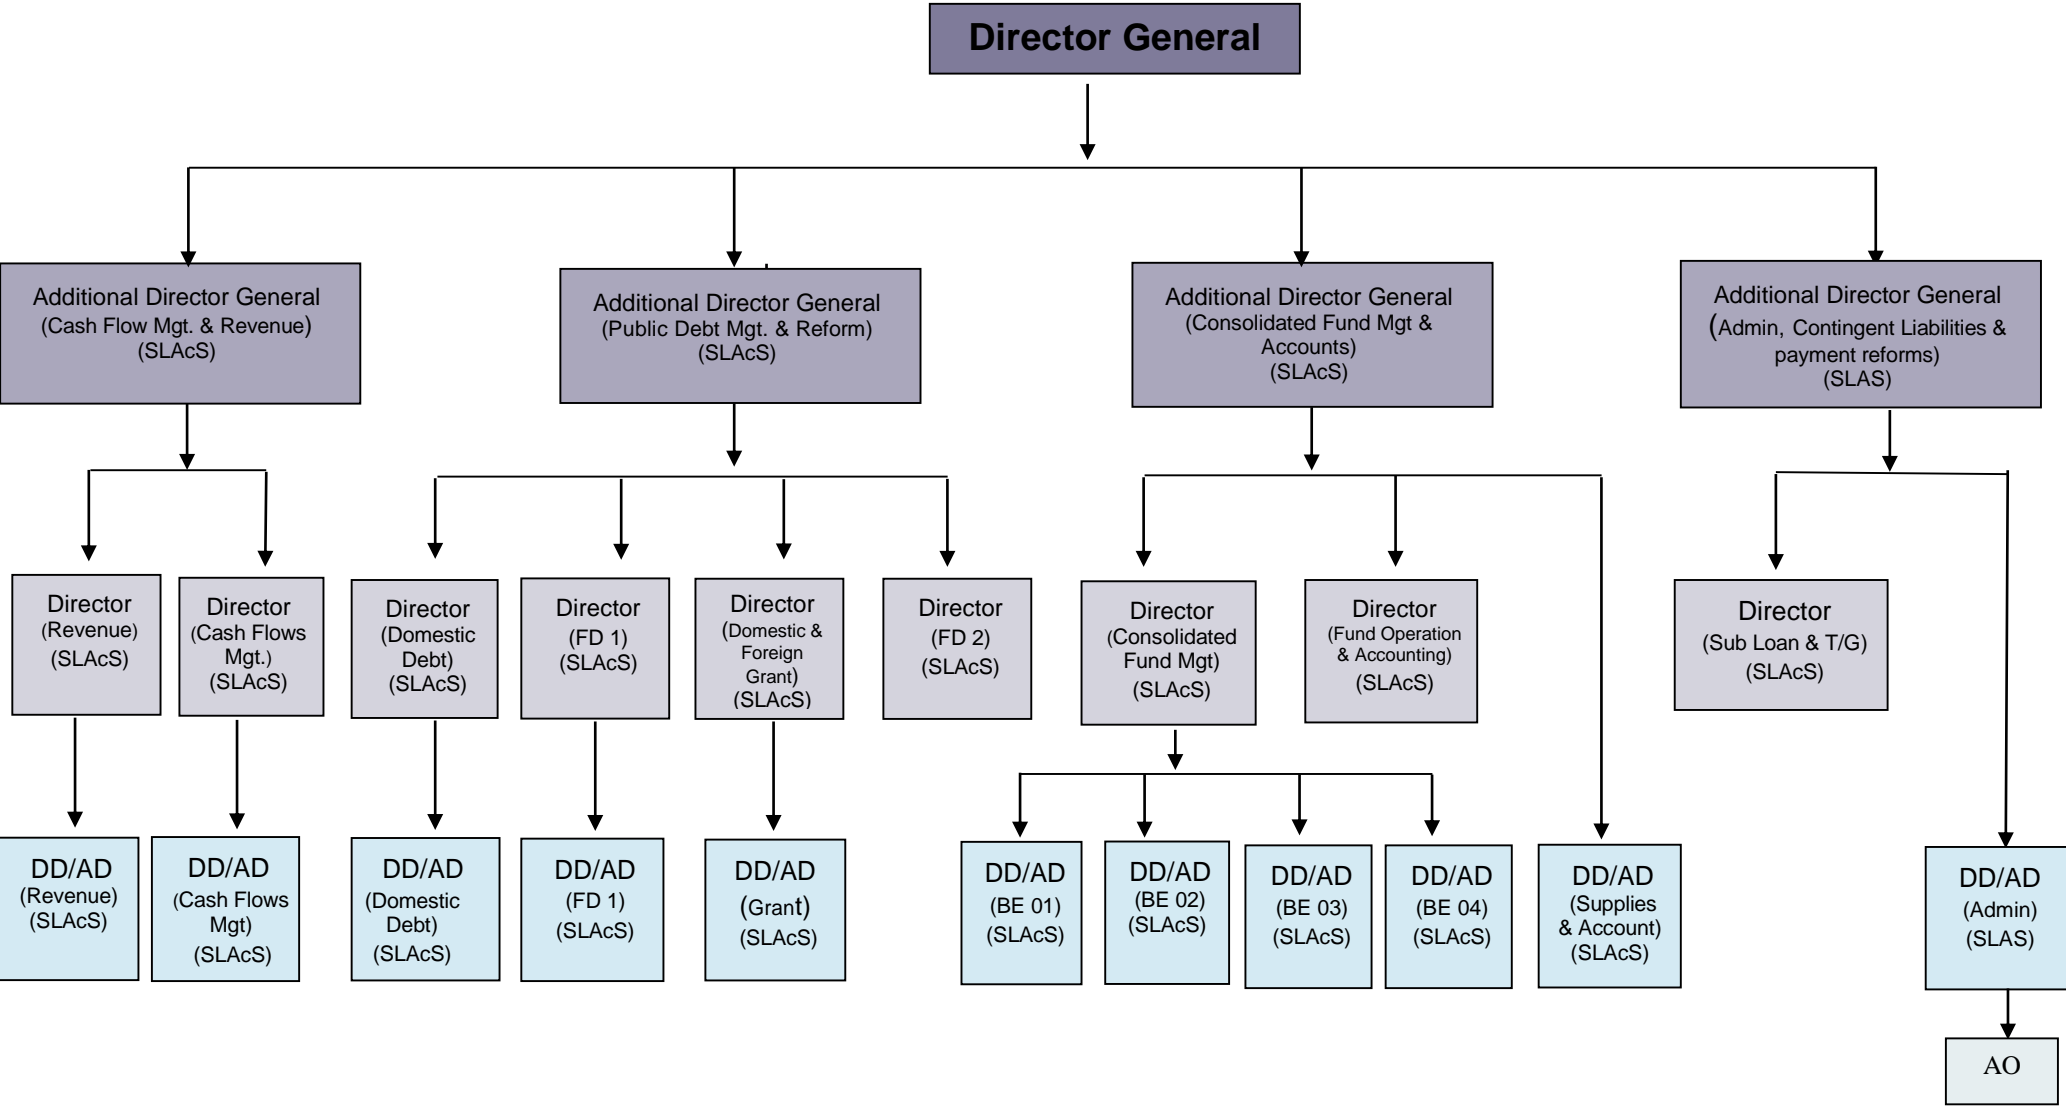 Director General
Additional Director General
(Cash Flow Mgt. & Revenue)
(SLAcS)
Additional Director General
(Public Debt Mgt. & Reform)
(SLAcS)
Additional Director General
(Consolidated Fund Mgt &
Accounts)
(SLAcS)
Additional Director General
(Admin, Contingent Liabilities &
payment reforms)
(SLAS)
Director
(Revenue)
(SLAcS)
Director
(Cash Flows
Mgt.)
(SLAcS)
Director
(Domestic
Debt)
(SLAcS)
Director
(FD 1)
(SLAcS)
Director
(Domestic &
Foreign
Grant)
(SLAcS)
Director
(FD 2)
(SLAcS)
Director
(Consolidated
Fund Mgt)
(SLAcS)
Director
(Fund Operation
& Accounting)
(SLAcS)
Director
(Sub Loan & T/G)
(SLAcS)
DD/AD
(Revenue)
(SLAcS)
DD/AD
(Cash Flows
Mgt)
(SLAcS)
DD/AD
(Domestic
Debt)
(SLAcS)
DD/AD
(FD 1)
(SLAcS)
DD/AD
(Grant)
(SLAcS)
DD/AD
(BE 01)
(SLAcS)
DD/AD
(BE 02)
(SLAcS)
DD/AD
(BE 03)
(SLAcS)
DD/AD
(BE 04)
(SLAcS)
DD/AD
(Supplies
& Account)
(SLAcS)
DD/AD
(Admin)
(SLAS)
AO